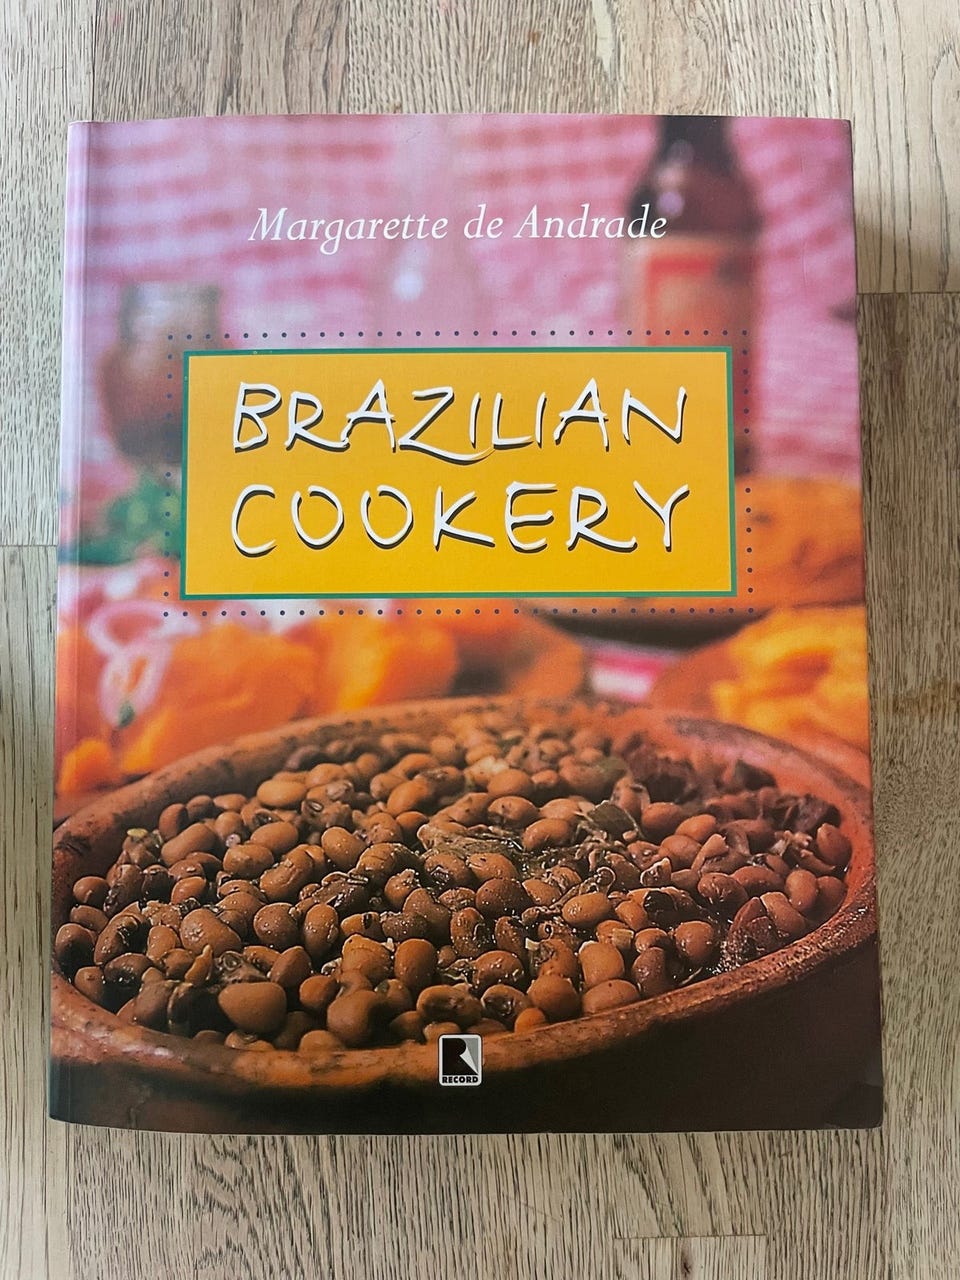 Margarette de Andrade
BRAZILIAN
COOKERY
RECORD